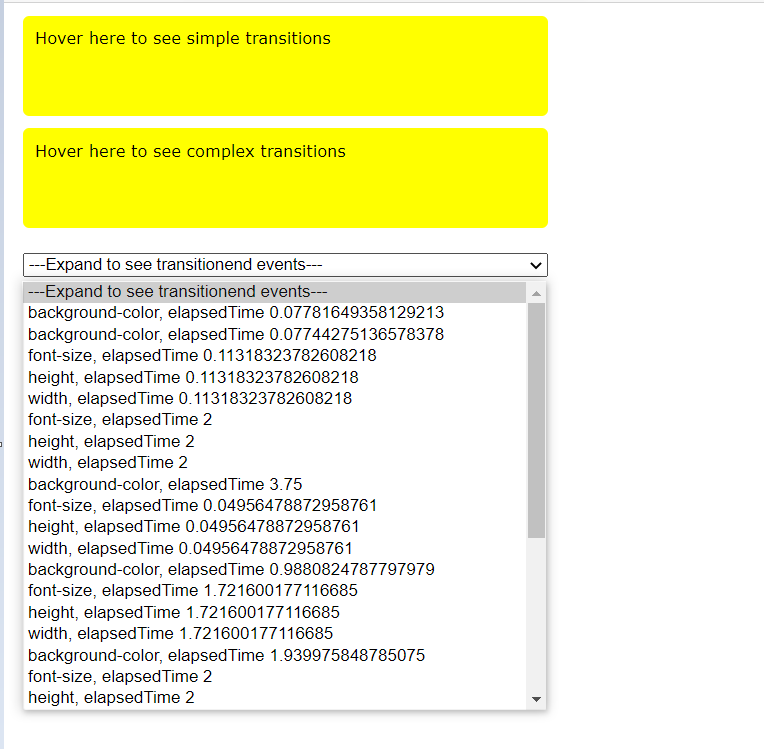 Hover here to see simple transitions
Hover here to see complex transitions
---Expand to see transitionend events---
---Expand to see transitionend events---
background-color, elapsedTime 0.07781649358129213
background-color, elapsedTime 0.07744275136578378
font-size, elapsedTime 0.11318323782608218
height, elapsedTime 0.11318323782608218
width, elapsedTime 0.11318323782608218
font-size, elapsedTime 2
height, elapsedTime 2
width, elapsedTime 2
background-color, elapsedTime 3.75
font-size, elapsedTime 0.04956478872958761
height, elapsedTime 0.04956478872958761
width, elapsedTime 0.04956478872958761
background-color, elapsedTime 0.9880824787797979
font-size, elapsedTime 1.721600177116685
height, elapsedTime 1.721600177116685
width, elapsedTime 1.721600177116685
background-color, elapsedTime 1.939975848785075
font-size, elapsedTime 2
height, elapsedTime 2